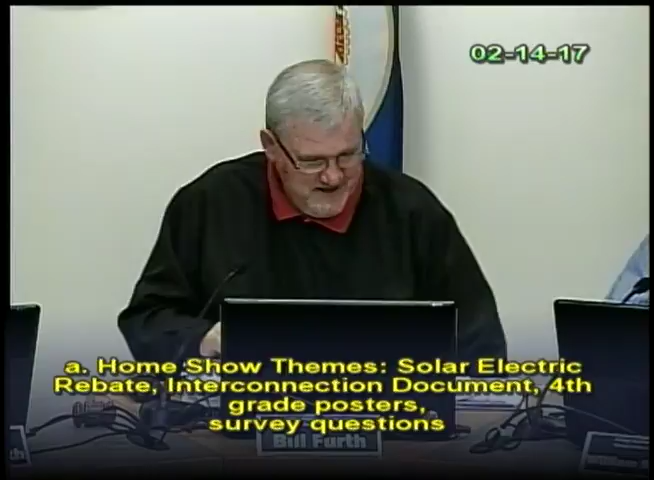 02-14-17
a. Home Show Themes: Solar Electric
Rebate, Interconnection Document, 4th
grade posters,
survey questions
Bill Furth